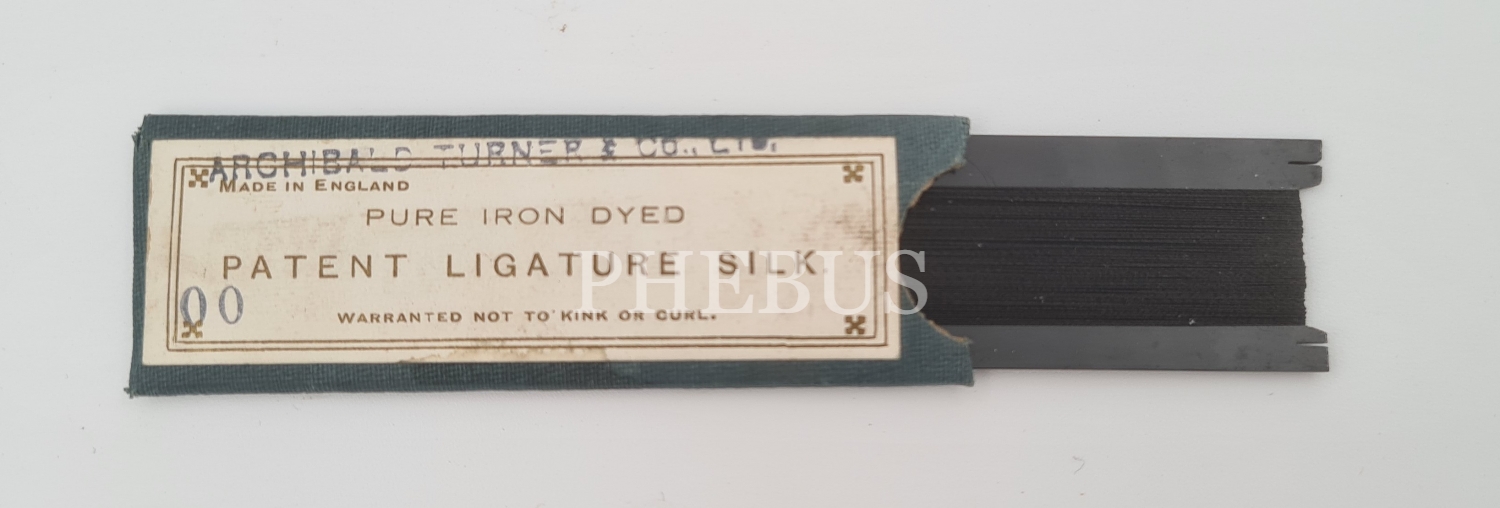 ARCHIBALD TURNER & CO., LTD.
MADE IN ENGLAND
PURE IRON DYED
PATENT LIGATURE SILK
PHEBUS
00
WARRANTED NOT TO KINK OR CURL.